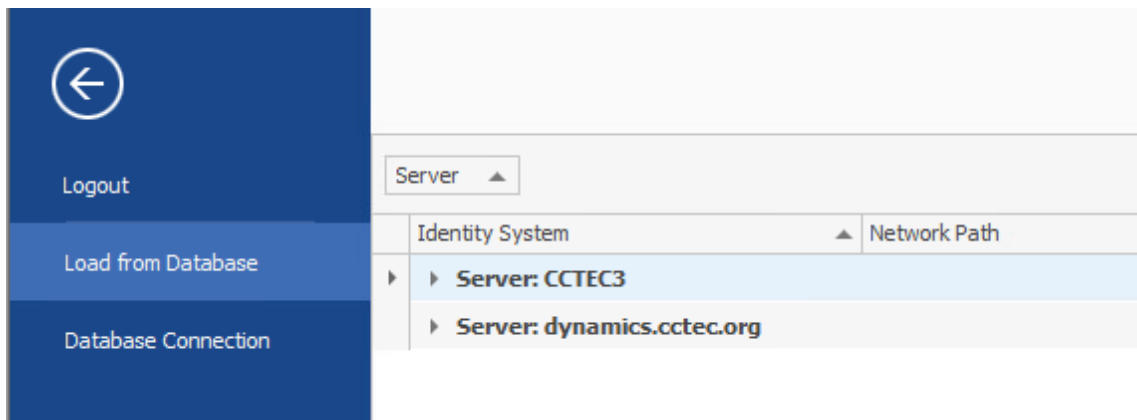 Logout
Load from Database
Database Connection
Server
Identity System Network Path
Server: CCTEC3
Server: dynamics.cctec.org